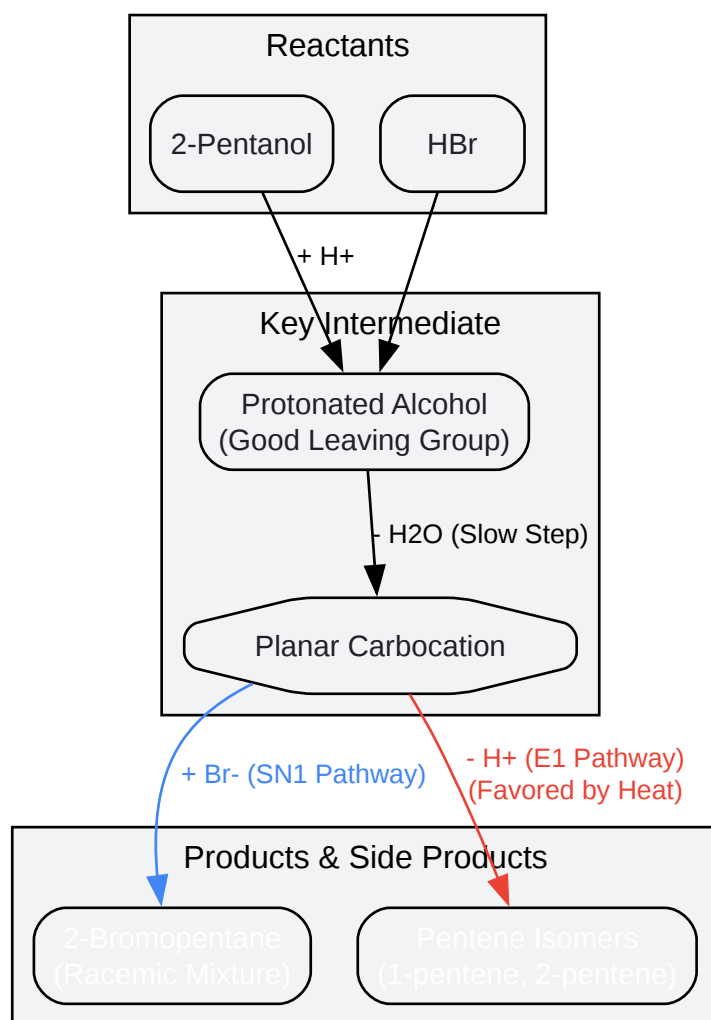 Reactants
2-Pentanol
HBr
+ H+
Key Intermediate
Protonated Alcohol
(Good Leaving Group)
- H2O (Slow Step)
Planar Carbocation
+ Br- (SN1 Pathway)
- H+ (E1 Pathway)
(Favored by Heat)
Products & Side Products
2-Bromopentane
(Racemic Mixture)
Pentene Isomers
(1-pentene, 2-pentene)